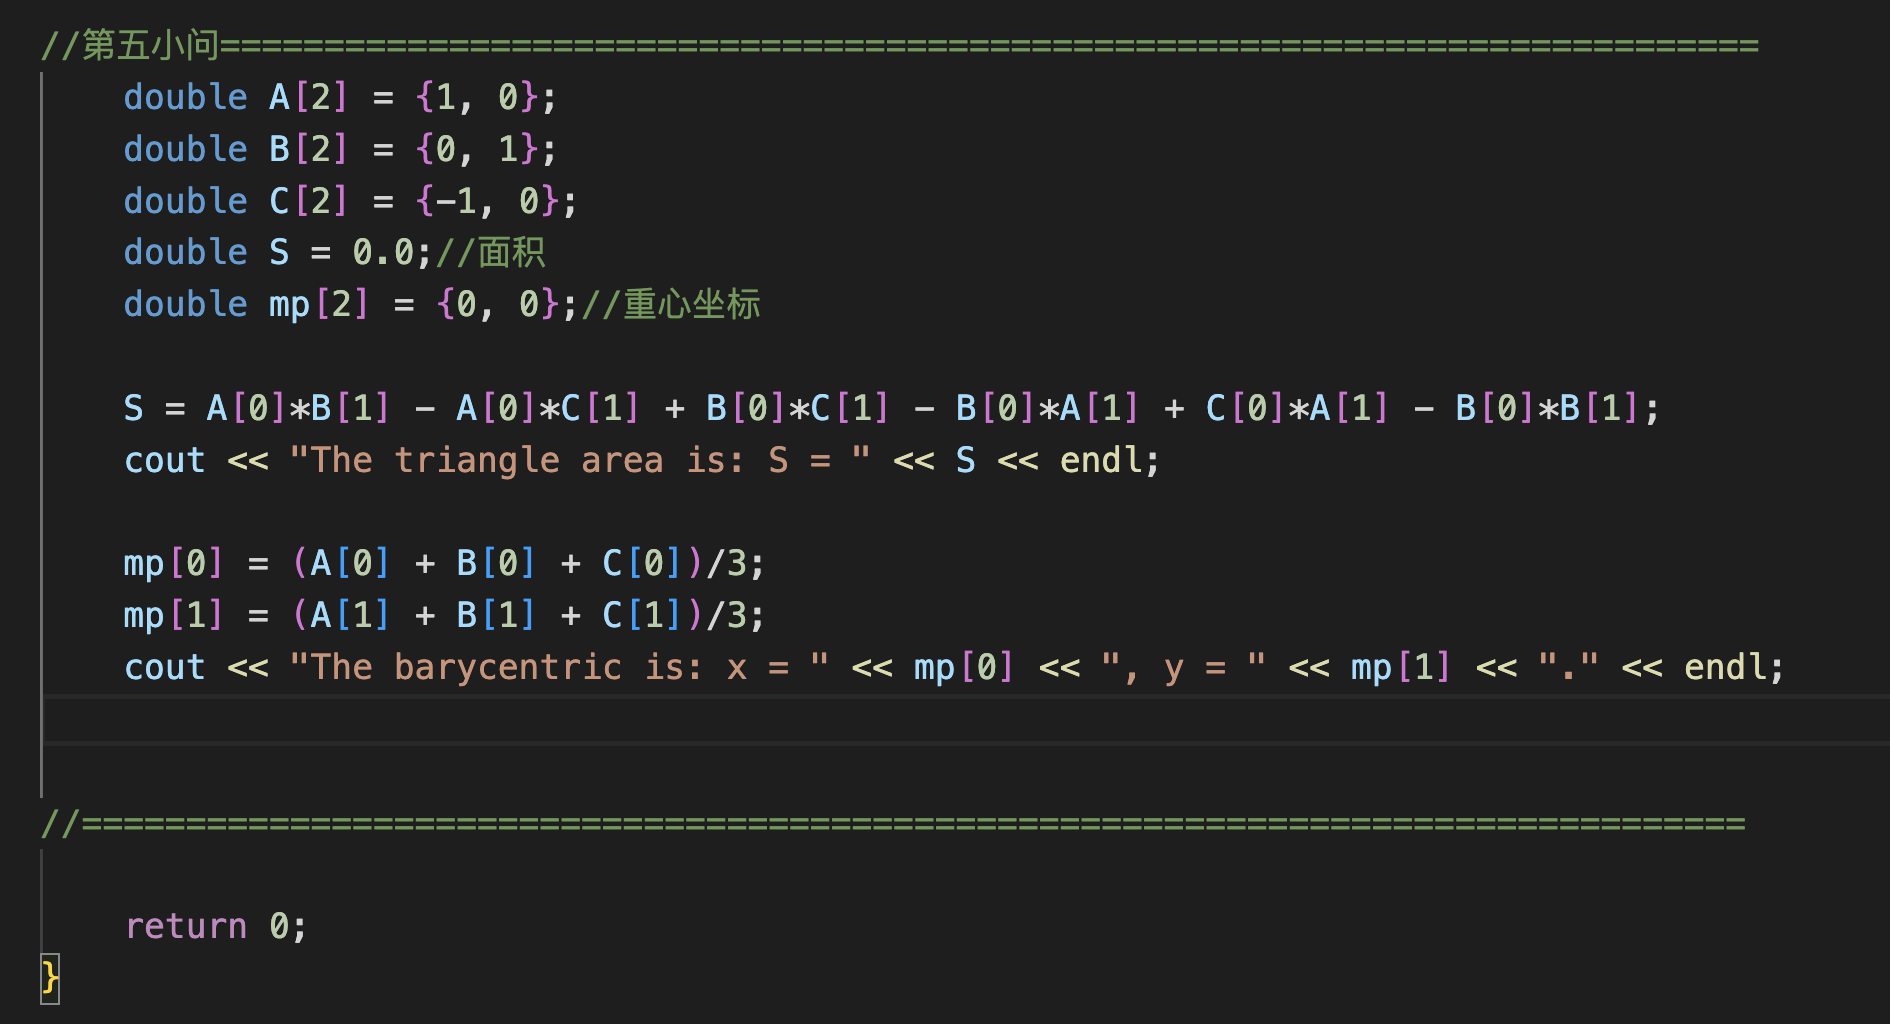 //第五小问==========================================================================
double A[2] = {1, 0};
double B[2] = {0, 1};
double C[2] = {-1, 0};
double S = 0.0;//面积
double mp[2] = {0, 0};//重心坐标
S = A[0]*B[1] - A[0]*C[1] + B[0]*C[1] - B[0]*A[1] + C[0]*A[1] - B[0]*B[1];
cout << "The triangle area is: S = " << S << endl;
mp[0] = (A[0] + B[0] + C[0])/3;
mp[1] = (A[1] + B[1] + C[1])/3;
cout << "The barycentric is: x = " << mp[0] << ", y = " << mp[1] << "." << endl;
//================================================================================
return 0;
}